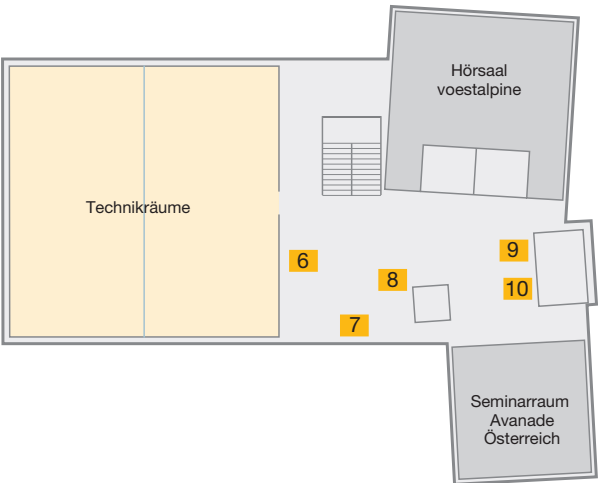 Hörsaal
voestalpine
Technikräume
6
7
8
9
10
Seminarraum
Avanade
Österreich